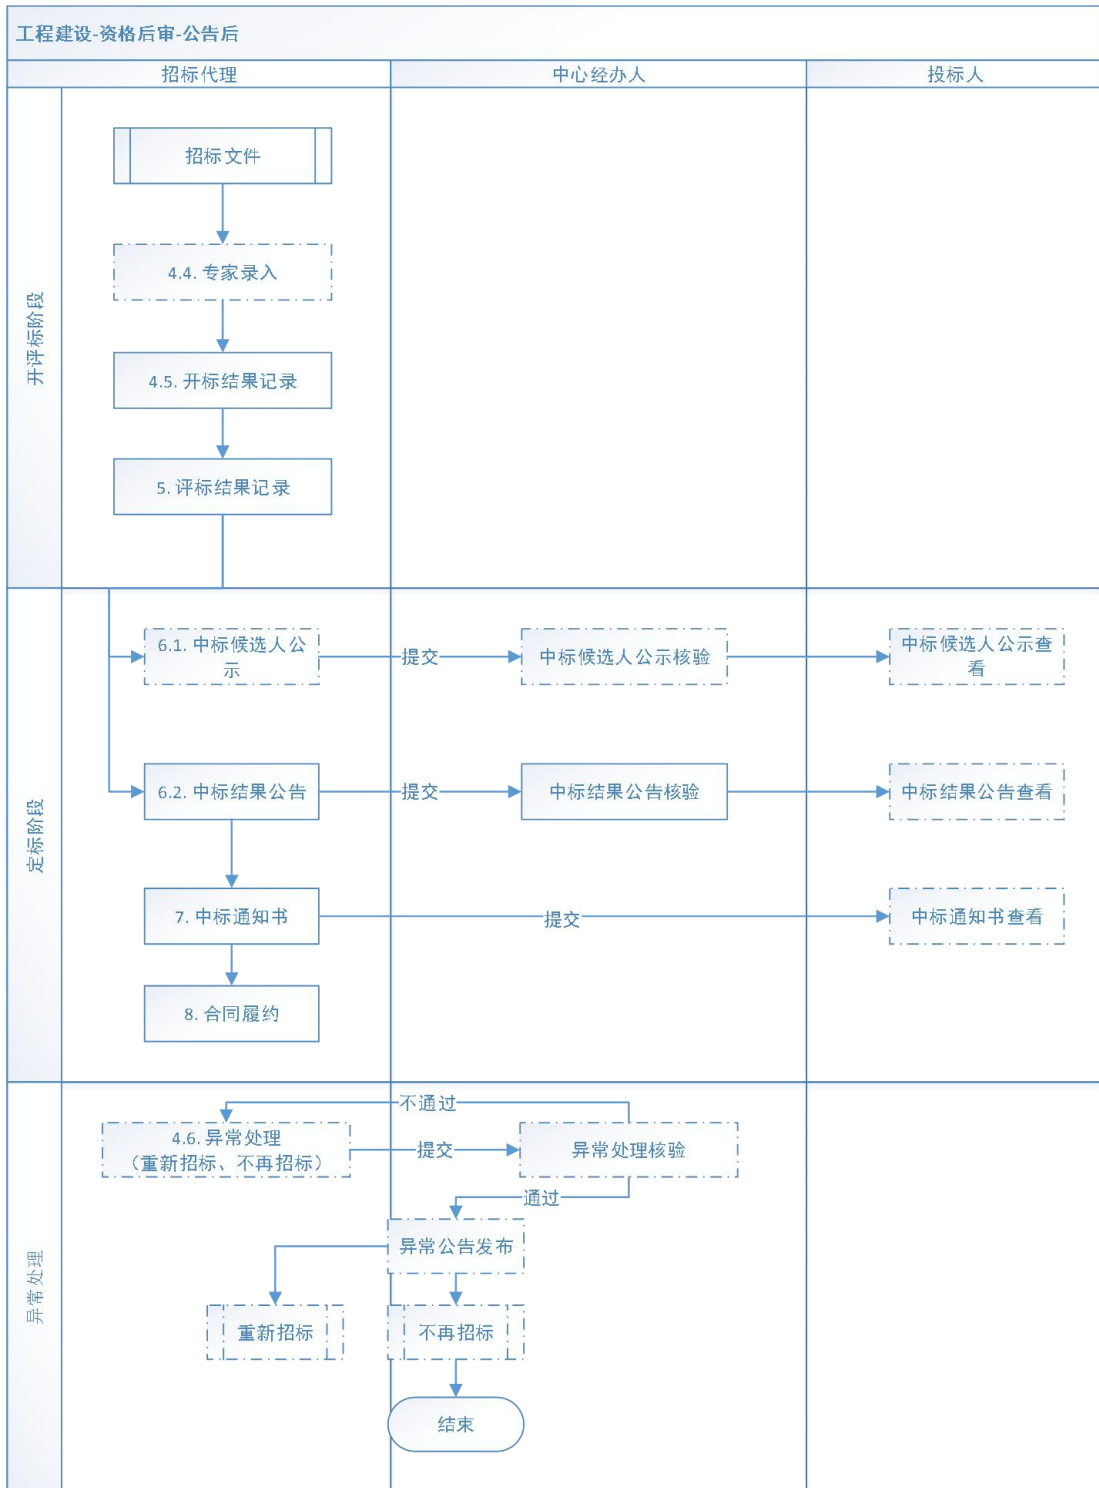 工程建设-资格后审-公告后
招标代理
中心经办人
投标人
开评标阶段
招标文件
4.4. 专家录入
4.5. 开标结果记录
5. 评标结果记录
定标阶段
6.1. 中标候选人公
示
提交
中标候选人公示核验
中标候选人公示查
看
6.2. 中标结果公告
提交
中标结果公告核验
中标结果公告查看
7. 中标通知书
提交
中标通知书查看
8. 合同履约
异常处理
不通过
4.6. 异常处理
（重新招标、不再招标）
提交
异常处理核验
通过
异常公告发布
重新招标
不再招标
结束